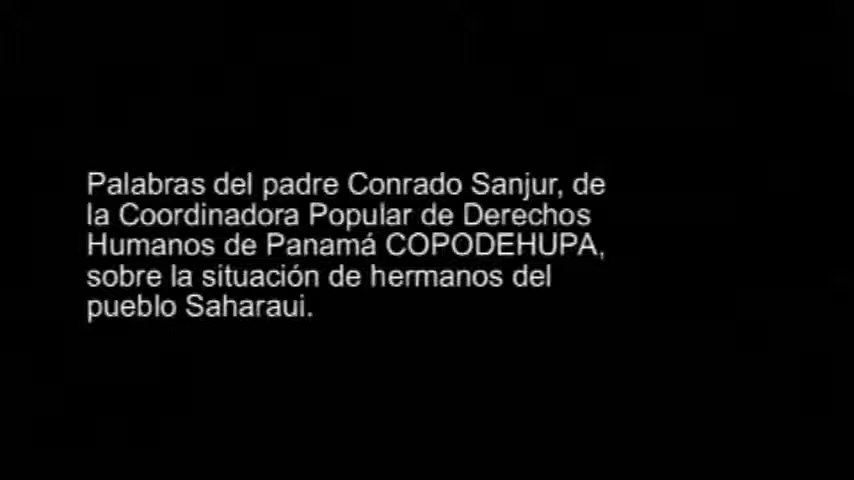 Palabras del padre Conrado Sanjur, de
la Coordinadora Popular de Derechos
Humanos de Panamá COPODEHUPA,
sobre la situación de hermanos del
pueblo Saharaui.